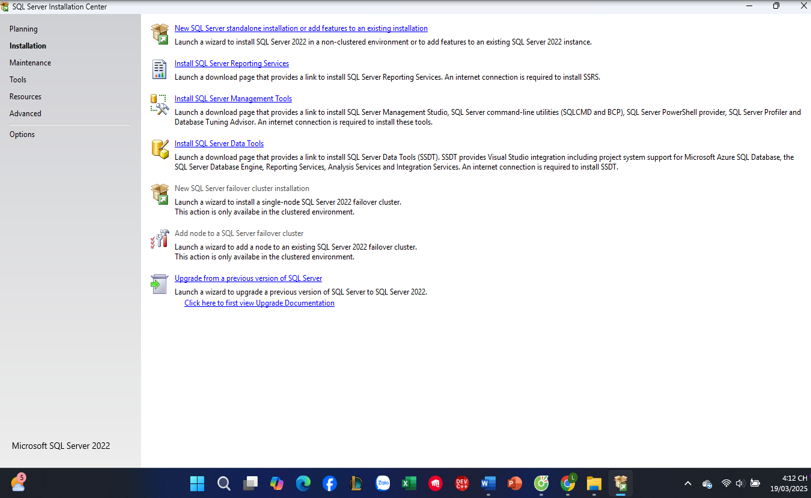 SQL Server Installation Center
Planning
Installation
Maintenance
Tools
Resources
Advanced
Options
New SQL Server standalone installation or add features to an existing installation
Launch a wizard to install SQL Server 2022 in a non-clustered environment or to add features to an existing SQL Server 2022 instance.
Install SQL Server Reporting Services
Launch a download page that provides a link to install SQL Server Reporting Services. An internet connection is required to install SSRS.
Install SQL Server Management Tools
Launch a download page that provides a link to install SQL Server Management Studio, SQL Server command-line utilities (SQLCMD and BCP), SQL Server PowerShell provider, SQL Server Profiler and
Database Tuning Advisor. An internet connection is required to install these tools.
Install SQL Server Data Tools
Launch a download page that provides a link to install SQL Server Data Tools (SSDT). SSDT provides Visual Studio integration including project system support for Microsoft Azure SQL Database, the
SQL Server Database Engine, Reporting Services, Analysis Services and Integration Services. An internet connection is required to install SSDT.
New SQL Server failover cluster installation
Launch a wizard to install a single-node SQL Server 2022 failover cluster.
This action is only availabe in the clustered environment.
Add node to a SQL Server failover cluster
Launch a wizard to add a node to an existing SQL Server 2022 failover cluster.
This action is only availabe in the clustered environment.
Upgrade from a previous version of SQL Server
Launch a wizard to upgrade a previous version of SQL Server to SQL Server 2022.
Click here to first view Upgrade Documentation
Microsoft SQL Server 2022
5
Zalo
DEV C++
4:12 CH
19/03/2025